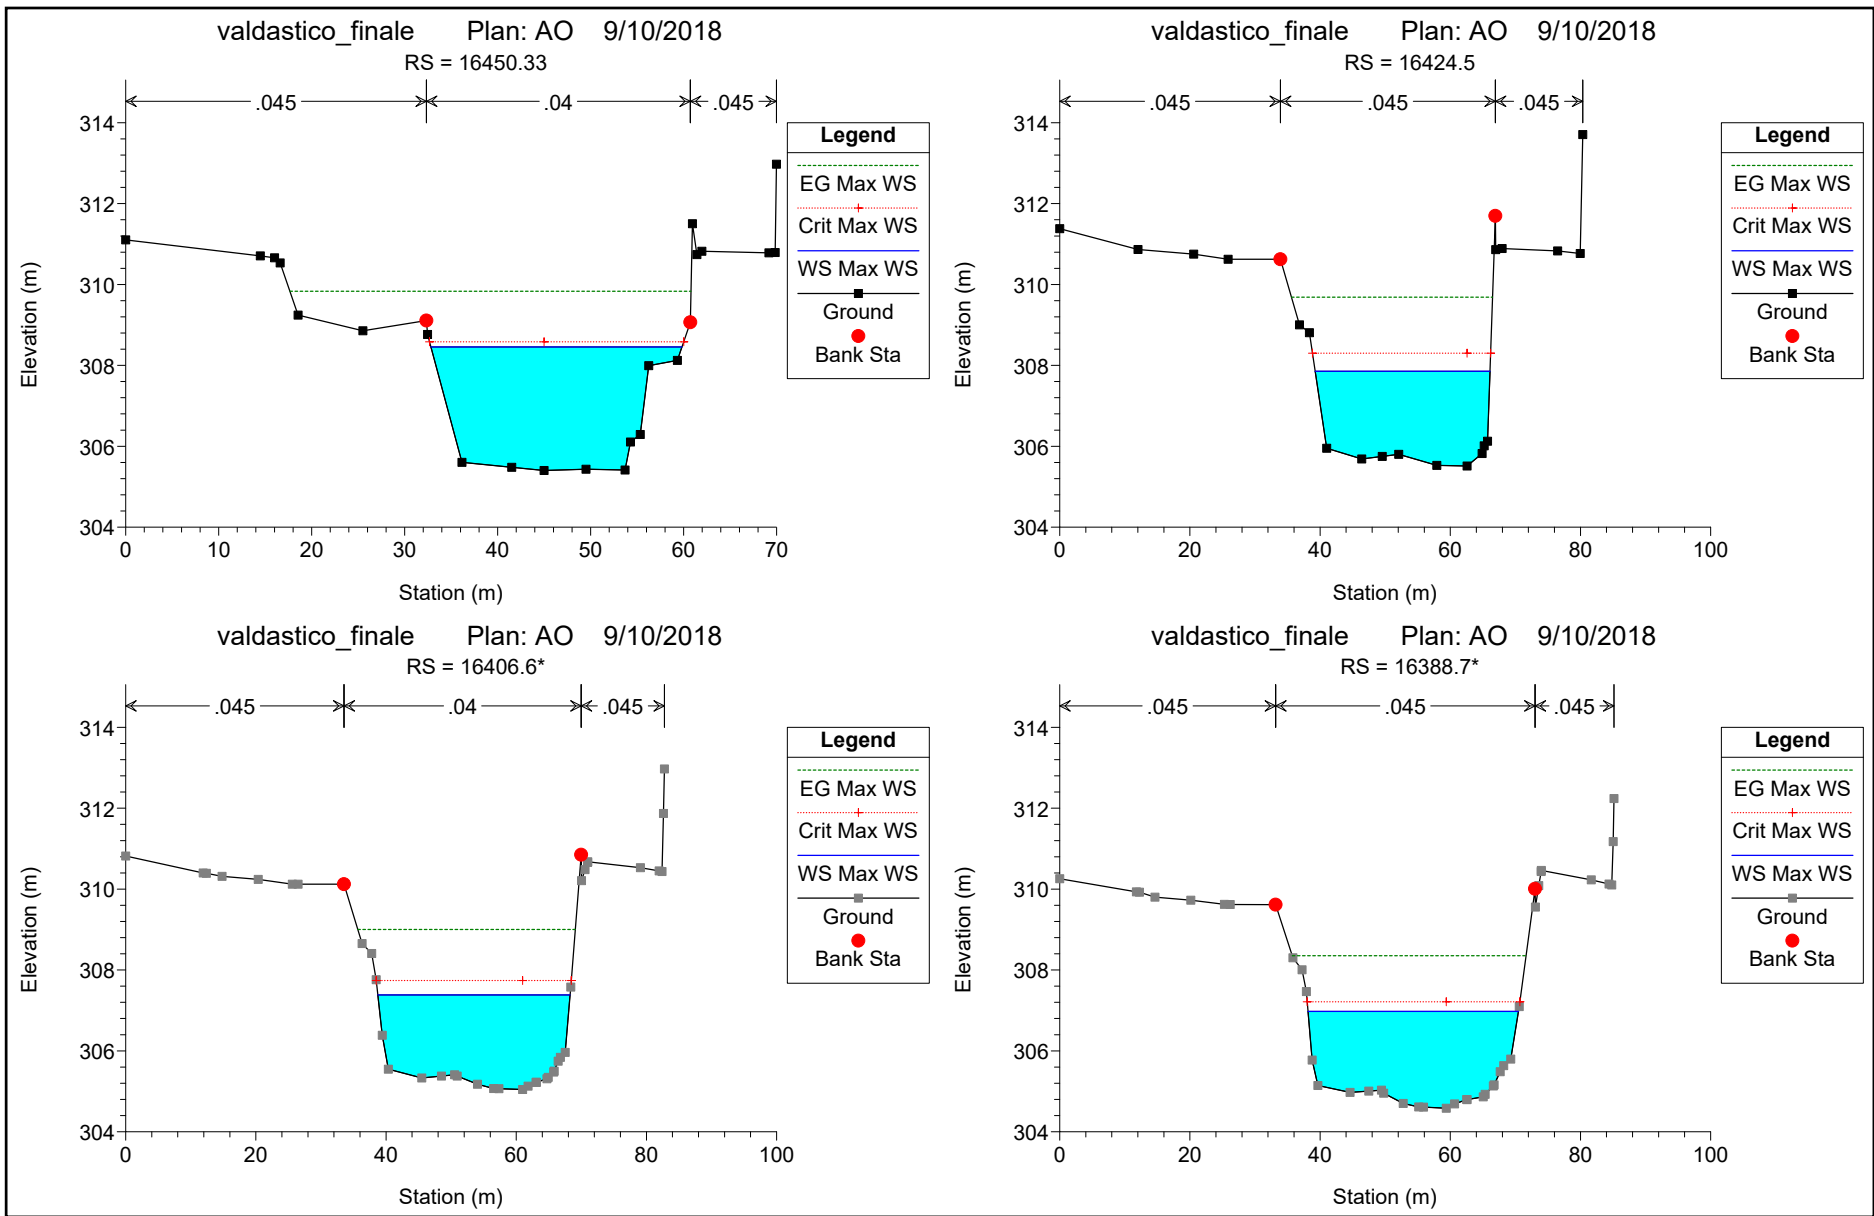 valdastico_finale Plan: AO 9/10/2018
RS = 16450.33
.045 .04 .045
314
312
310
308
306
304
Elevation (m)
0 10 20 30 40 50 60 70
Station (m)
Legend
EG Max WS
Crit Max WS
WS Max WS
Ground
Bank Sta
valdastico_finale Plan: AO 9/10/2018
RS = 16424.5
.045 .045 .045
314
312
310
308
306
304
Elevation (m)
0 20 40 60 80 100
Station (m)
Legend
EG Max WS
Crit Max WS
WS Max WS
Ground
Bank Sta
valdastico_finale Plan: AO 9/10/2018
RS = 16406.6*
.045 .04 .045
314
312
310
308
306
304
Elevation (m)
0 20 40 60 80 100
Station (m)
Legend
EG Max WS
Crit Max WS
WS Max WS
Ground
Bank Sta
valdastico_finale Plan: AO 9/10/2018
RS = 16388.7*
.045 .045 .045
314
312
310
308
306
304
Elevation (m)
0 20 40 60 80 100
Station (m)
Legend
EG Max WS
Crit Max WS
WS Max WS
Ground
Bank Sta